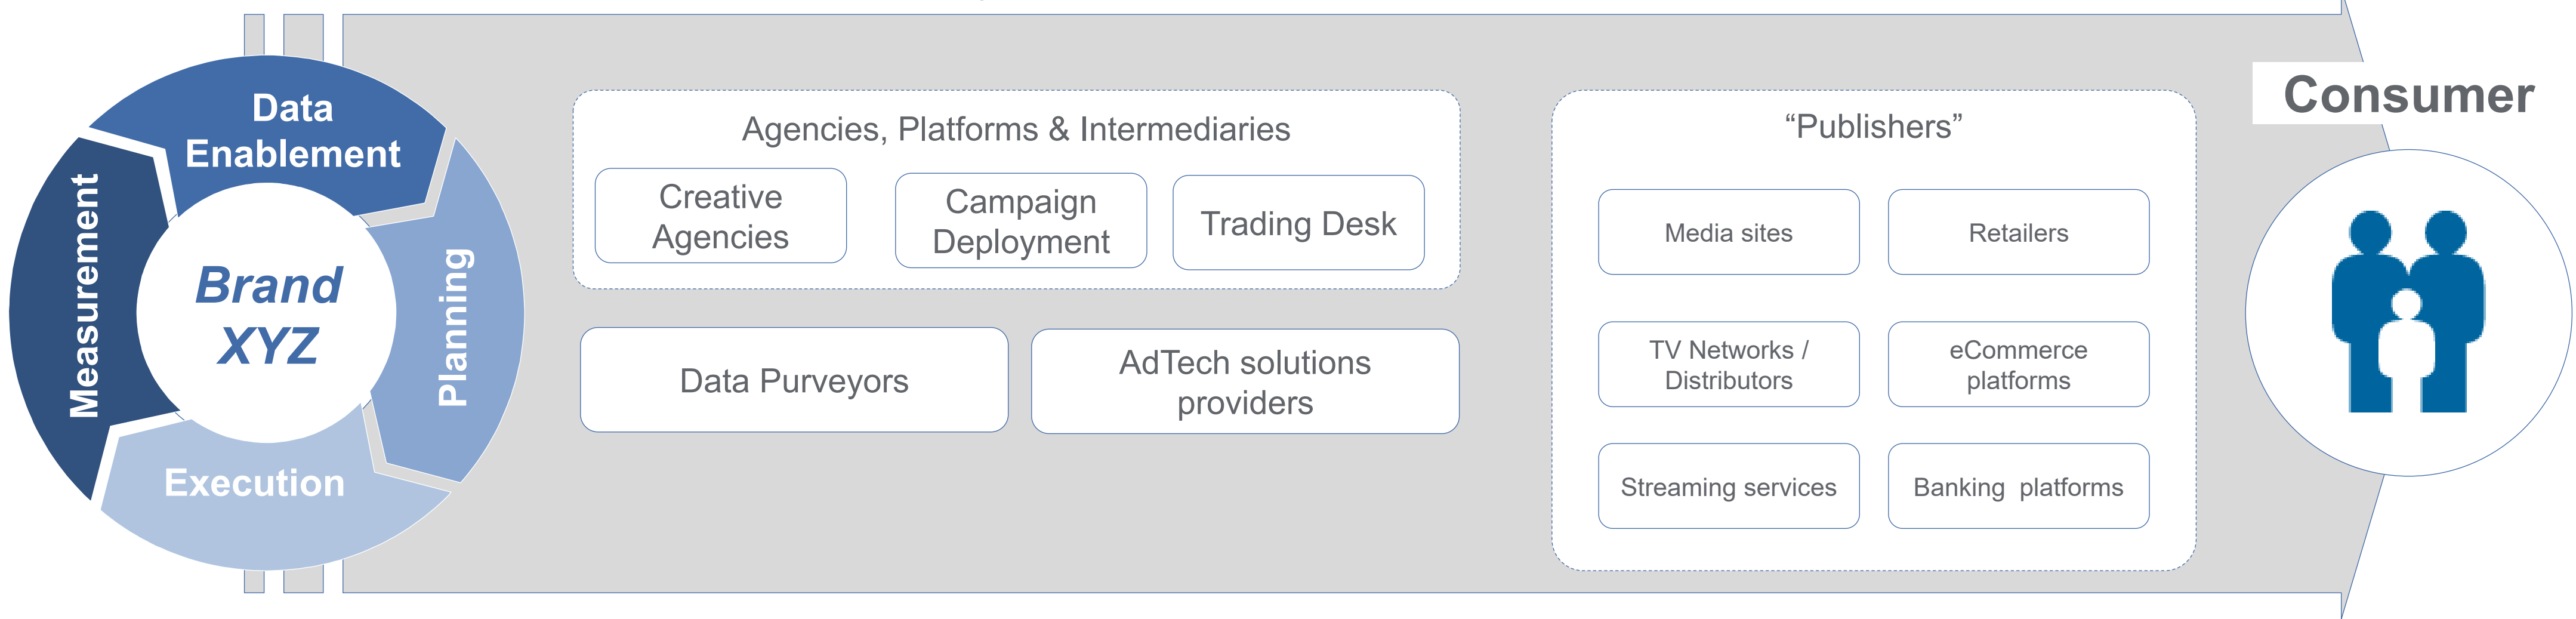 Data
Enablement
Measurement
Planning
Execution
Brand
XYZ
Agencies, Platforms & Intermediaries
Creative
Agencies
Campaign
Deployment
Trading Desk
Data Purveyors
AdTech solutions
providers
“Publishers”
Media sites
Retailers
TV Networks /
Distributors
eCommerce
platforms
Streaming services
Banking platforms
Consumer